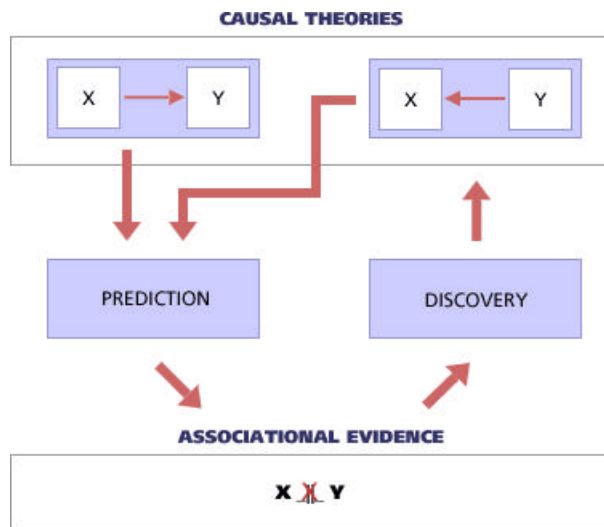 CAUSAL THEORIES
X Y X Y
PREDICTION DISCOVERY
ASSOCIATIONAL EVIDENCE
X Y